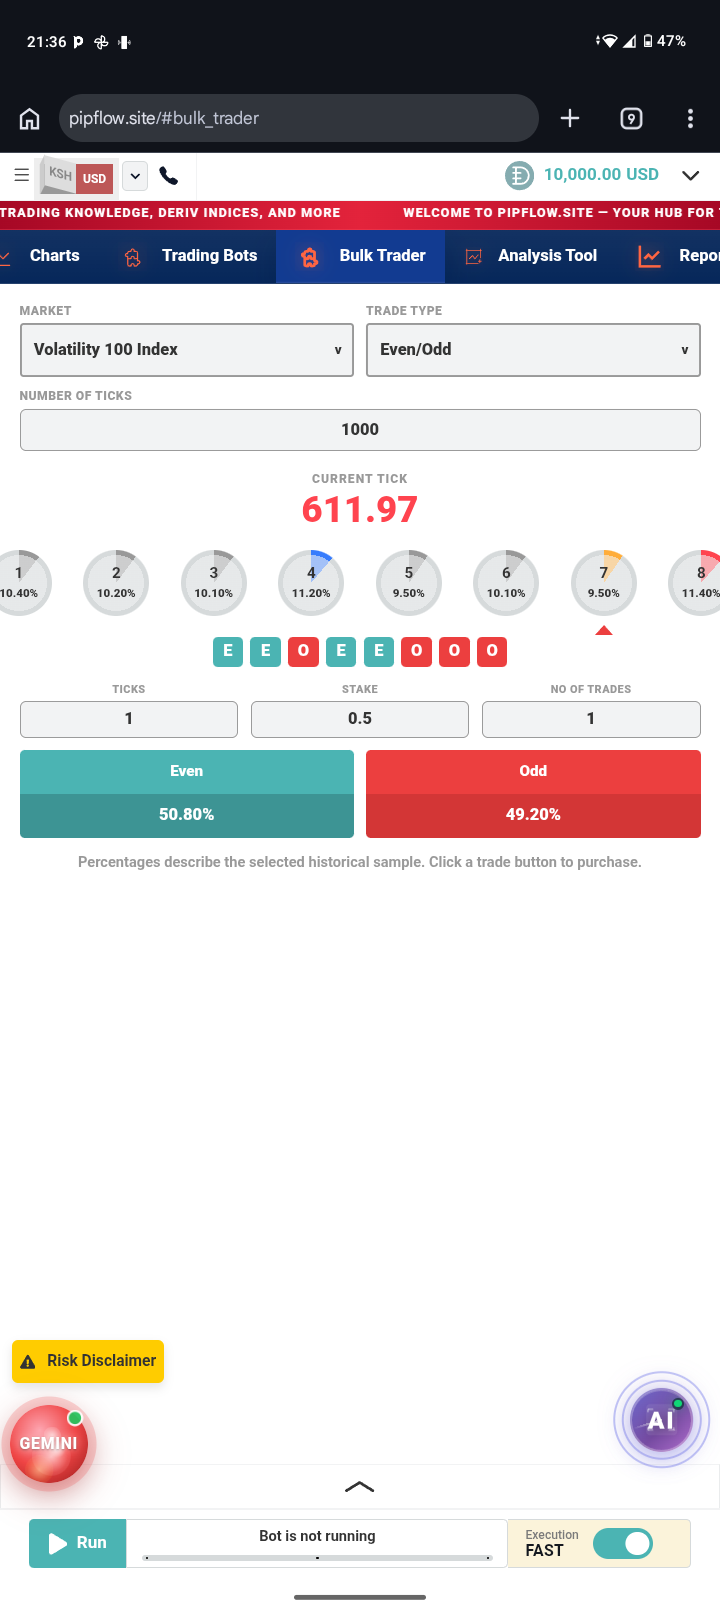 21:36
47%
pipflow.site/#bulk_trader
9
KSH
USD
10,000.00 USD
TRADING KNOWLEDGE, DERIV INDICES, AND MORE
WELCOME TO PIPFLOW.SITE — YOUR HUB FOR
Charts
Trading Bots
Bulk Trader
Analysis Tool
Repor
MARKET
TRADE TYPE
Volatility 100 Index v
Even/Odd v
NUMBER OF TICKS
1000
CURRENT TICK
611.97
1 2 3 4 5 6 7 8
10.40% 10.20% 10.10% 11.20% 9.50% 10.10% 9.50% 11.40%
E E O E E O O O
TICKS STAKE NO OF TRADES
1 0.5 1
Even Odd
50.80% 49.20%
Percentages describe the selected historical sample. Click a trade button to purchase.
Risk Disclaimer
GEMINI
AI
Run
Bot is not running
Execution
FAST